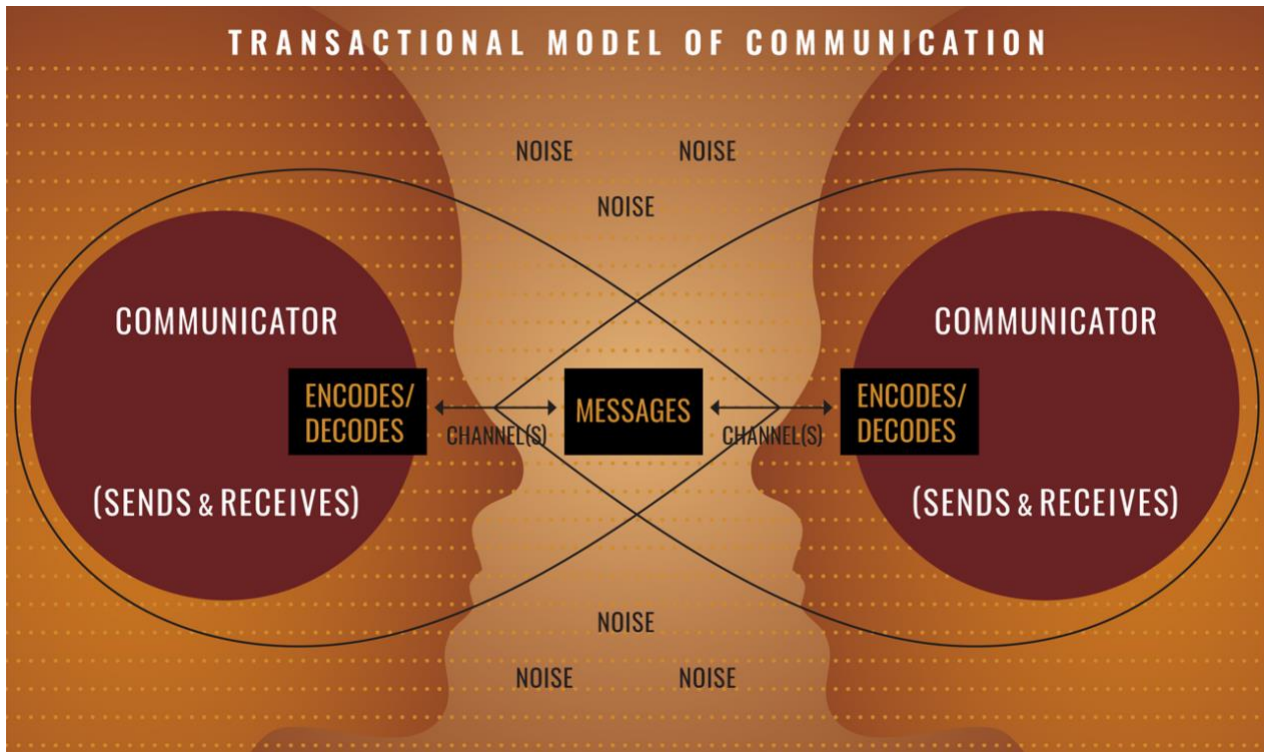 TRANSACTIONAL MODEL OF COMMUNICATION
NOISE NOISE
NOISE
COMMUNICATOR
ENCODES/
DECODES
(SENDS & RECEIVES)
CHANNEL(S)
MESSAGES
CHANNEL(S)
COMMUNICATOR
ENCODES/
DECODES
(SENDS & RECEIVES)
NOISE
NOISE NOISE